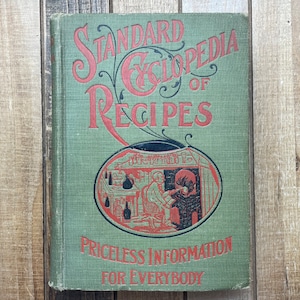 STANDARD
CYCLOPEDIA
OF
RECIPES
PRICELESS INFORMATION
FOR EVERYBODY